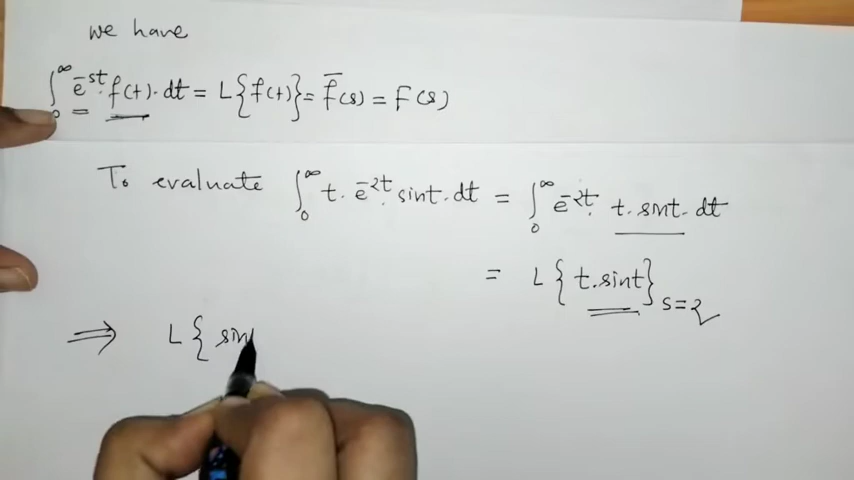 we have
∫₀^∞ e^-st. f(t).dt = L{f(t)} = f̅(s) = F(s)
To evaluate ∫₀^∞ t. e^-2t. sint.dt = ∫₀^∞ e^-2t. t.sint.dt
= L{t.sint} s=2
⇒ L{sin